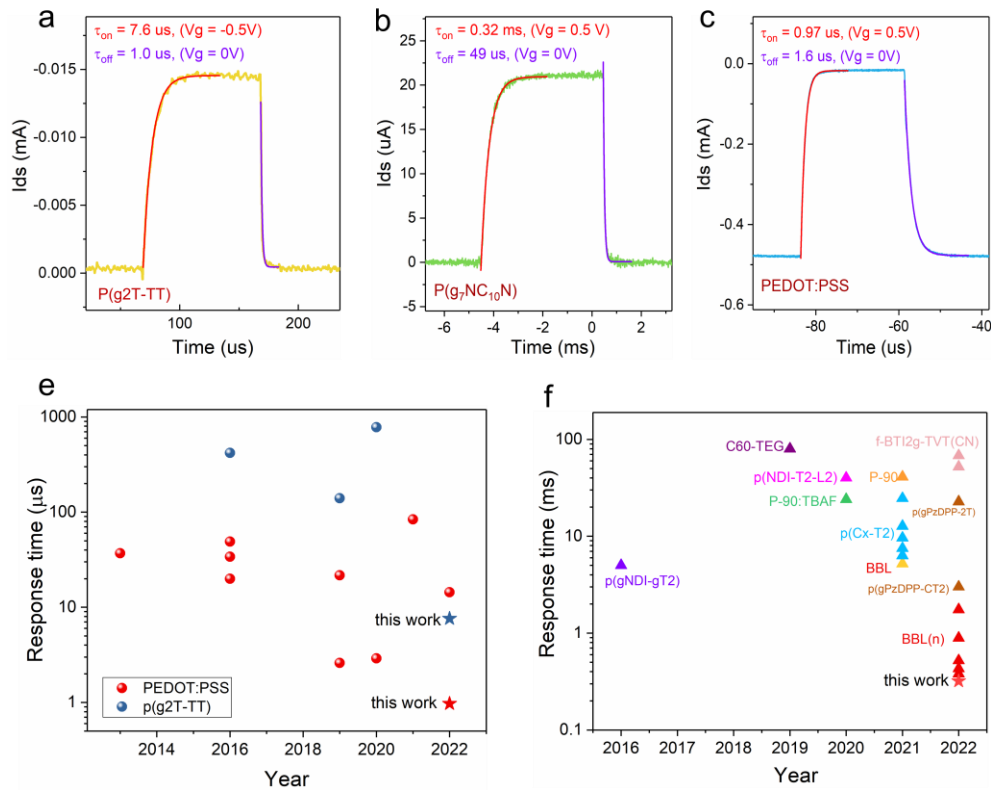 a
τon = 7.6 us, (Vg = -0.5V)
τoff = 1.0 us, (Vg = 0V)
-0.015
-0.010
-0.005
0.000
Ids (mA)
P(g2T-TT)
100
200
Time (us)
b
τon = 0.32 ms, (Vg = 0.5 V)
τoff = 49 us, (Vg = 0V)
25
20
15
10
5
0
-5
Ids (uA)
P(g₇NC₁₀N)
-6
-4
-2
0
2
Time (ms)
c
τon = 0.97 us, (Vg = 0.5V)
τoff = 1.6 us, (Vg = 0V)
0.0
-0.2
-0.4
-0.6
Ids (mA)
PEDOT:PSS
-80
-60
-40
Time (us)
e
1000
100
10
1
Response time (μs)
this work
this work
PEDOT:PSS
p(g2T-TT)
2014
2016
2018
2020
2022
Year
f
100
10
1
0.1
Response time (ms)
C60-TEG
f-BTI2g-TVT(CN)
p(NDI-T2-L2)
P-90
P-90:TBAF
p(gPzDPP-2T)
p(Cx-T2)
BBL
p(gNDI-gT2)
p(gPzDPP-CT2)
BBL(n)
this work
2016
2017
2018
2019
2020
2021
2022
Year